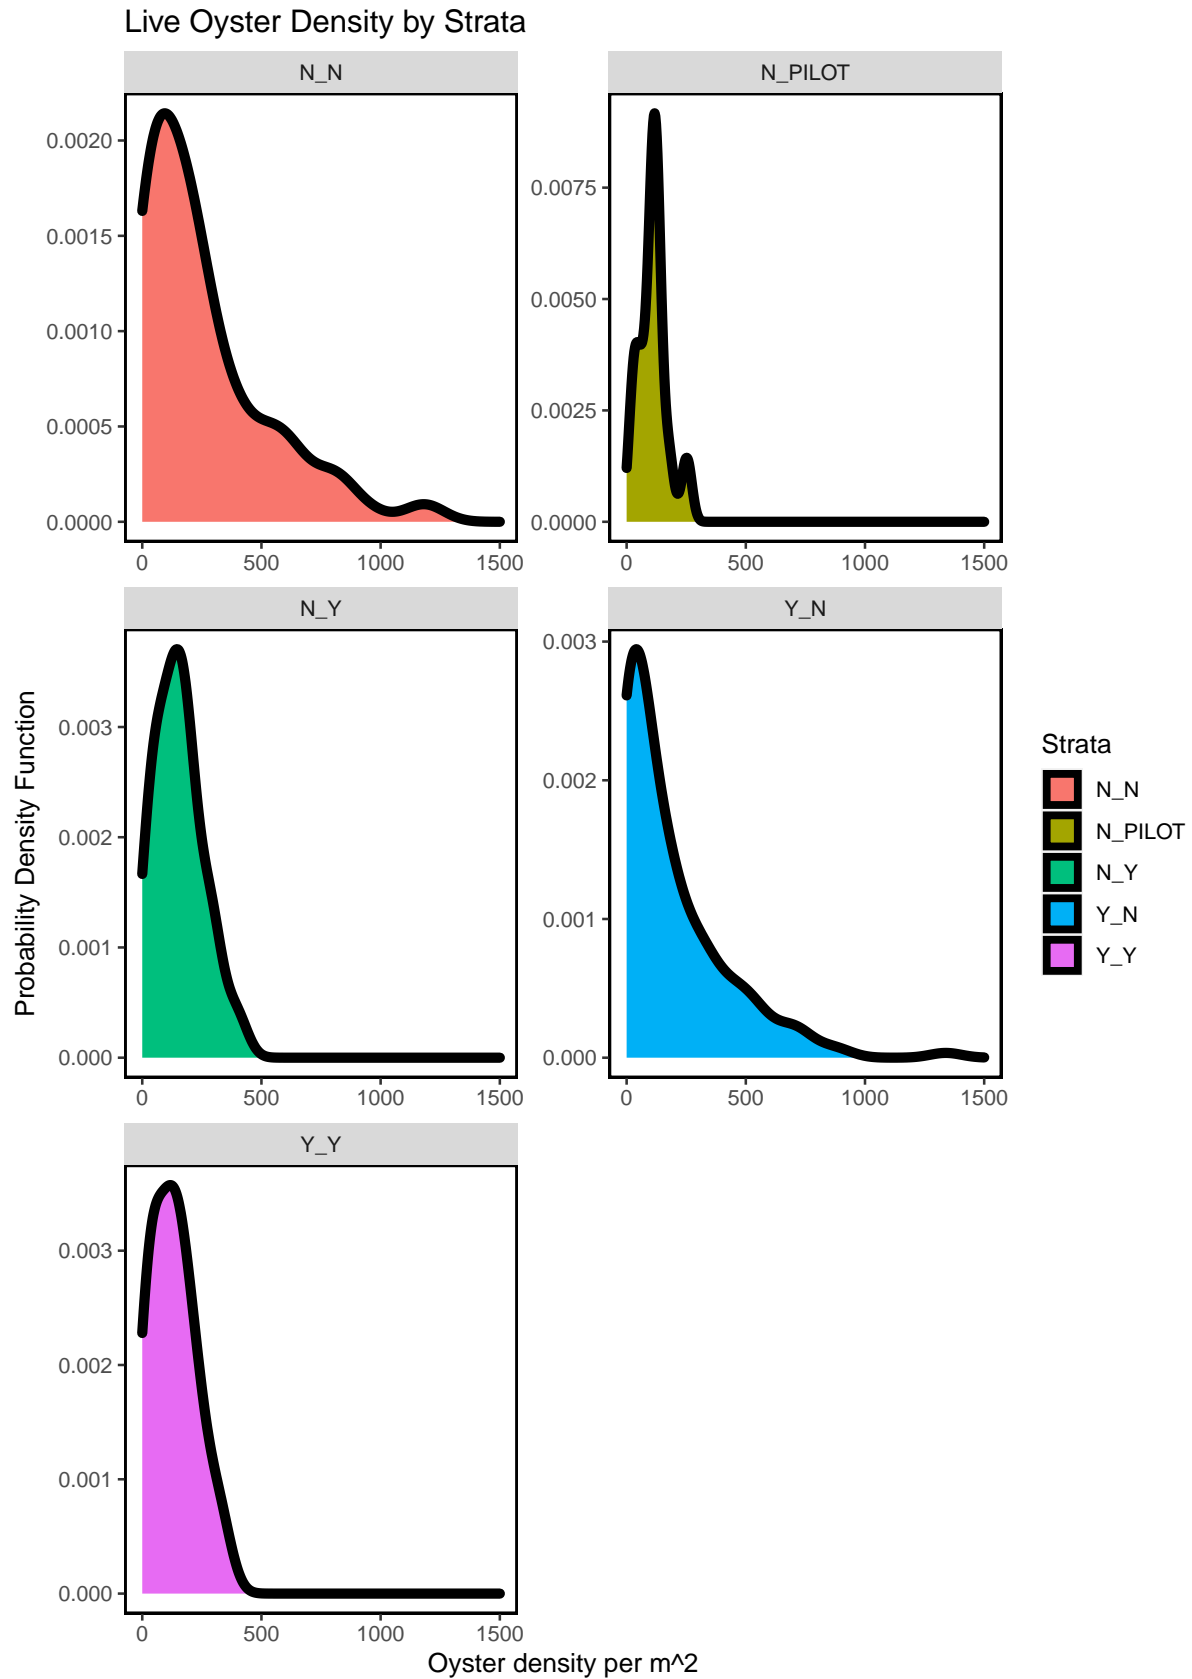 Live Oyster Density by Strata
N_N
N_PILOT
0.0020
0.0015
0.0010
0.0005
0.0000
0 500 1000 1500
0.0075
0.0050
0.0025
0.0000
0 500 1000 1500
N_Y
Y_N
0.003
0.002
0.001
0.000
0 500 1000 1500
0.003
0.002
0.001
0.000
0 500 1000 1500
Y_Y
0.003
0.002
0.001
0.000
0 500 1000 1500
Probability Density Function
Oyster density per m^2
Strata
N_N
N_PILOT
N_Y
Y_N
Y_Y